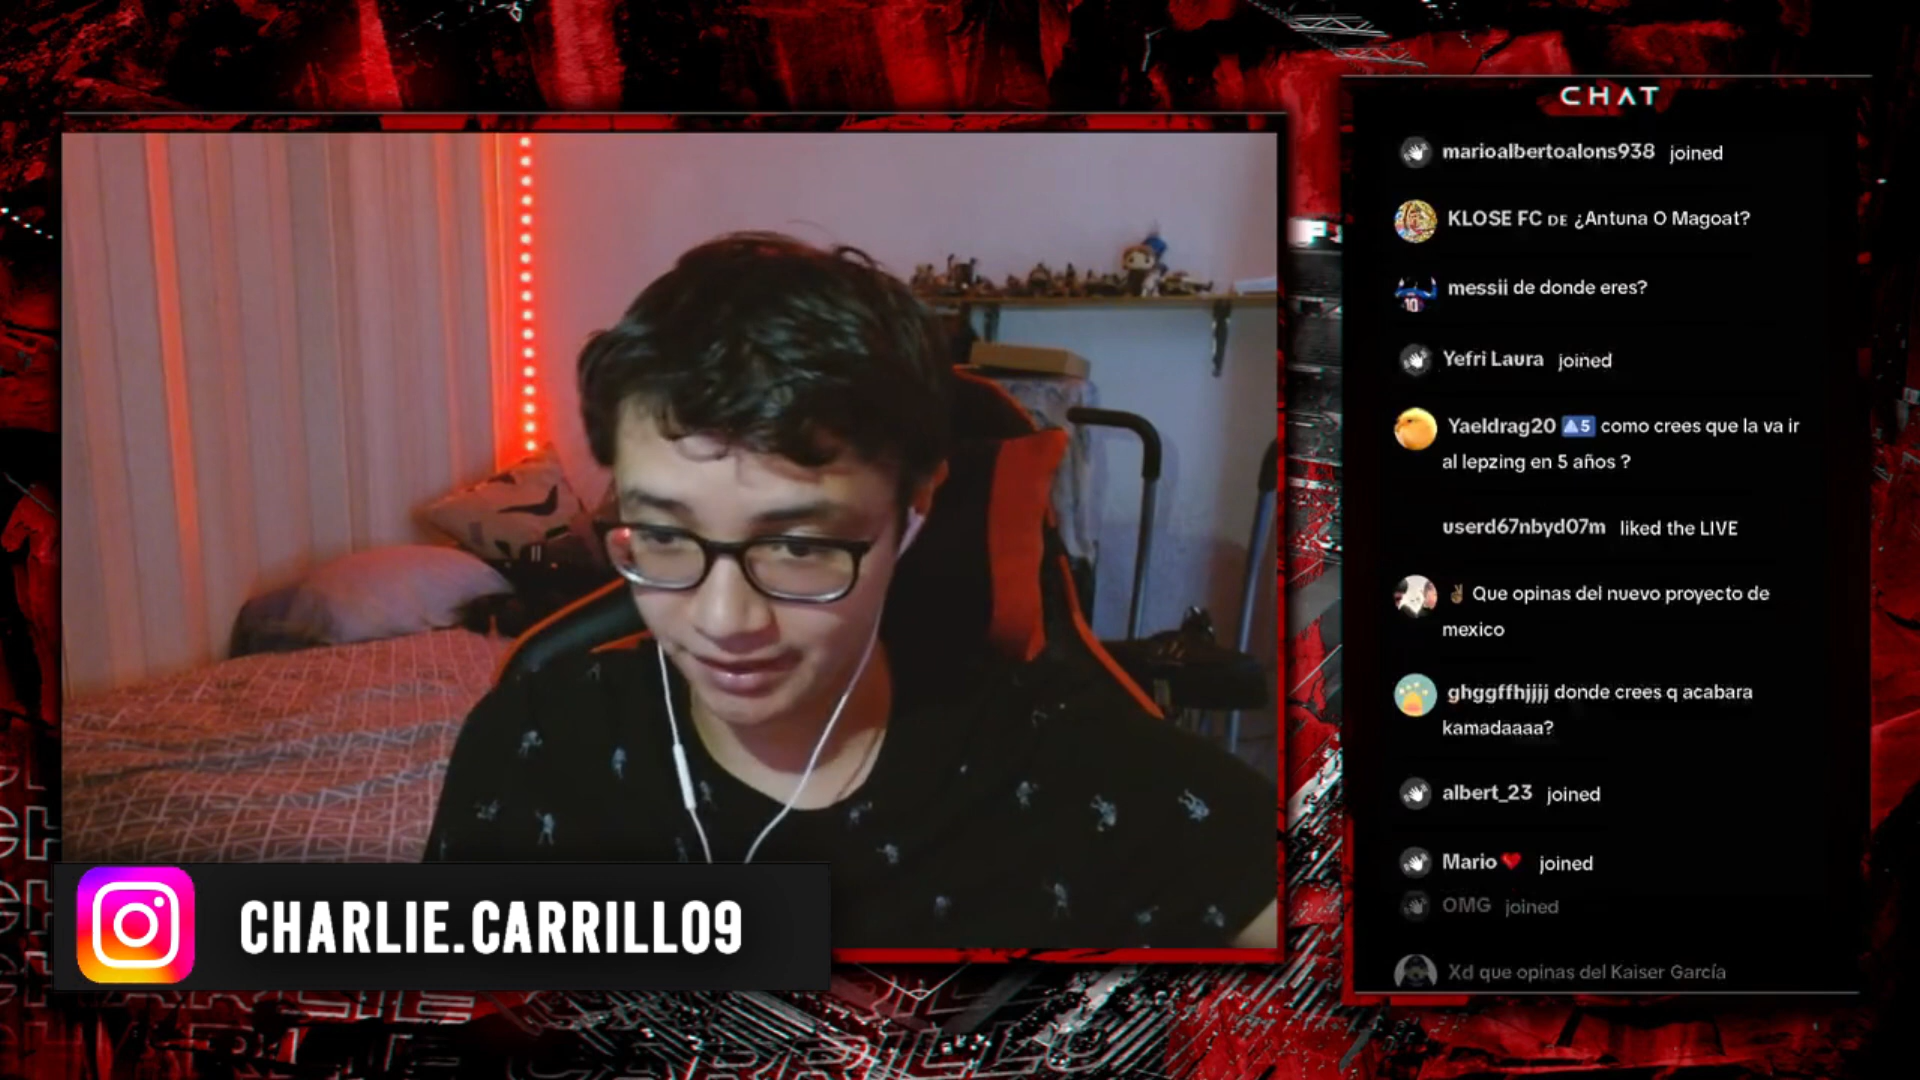 CHAT
marioalbertoalons938 joined
KLOSE FC DE ¿Antuna O Magoat?
messii de donde eres?
10
Yefri Laura joined
Yaeldrag20 5 como crees que la va ir
al lepzing en 5 años ?
userd67nbyd07m liked the LIVE
✌🏽 Que opinas del nuevo proyecto de
mexico
ghggffhjjjj donde crees q acabara
kamadaaaa?
albert_23 joined
Mario❤️ joined
OMG joined
Xd que opinas del Kaiser García
CHARLIE.CARRILLO9
CHARLIE
CARRILLO